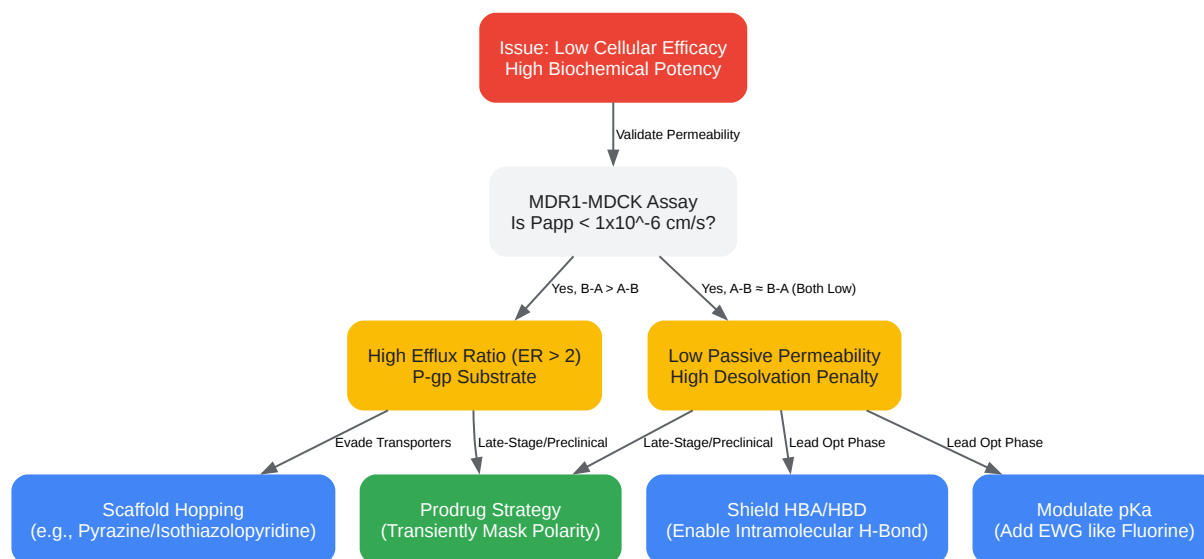 Issue: Low Cellular Efficacy
High Biochemical Potency
Validate Permeability
MDR1-MDCK Assay
Is Papp < 1x10^-6 cm/s?
Yes, B-A > A-B
Yes, A-B ≈ B-A (Both Low)
High Efflux Ratio (ER > 2)
P-gp Substrate
Low Passive Permeability
High Desolvation Penalty
Evade Transporters
Late-Stage/Preclinical
Late-Stage/Preclinical
Lead Opt Phase
Lead Opt Phase
Scaffold Hopping
(e.g., Pyrazine/Isothiazolopyridine)
Prodrug Strategy
(Transiently Mask Polarity)
Shield HBA/HBD
(Enable Intramolecular H-Bond)
Modulate pKa
(Add EWG like Fluorine)